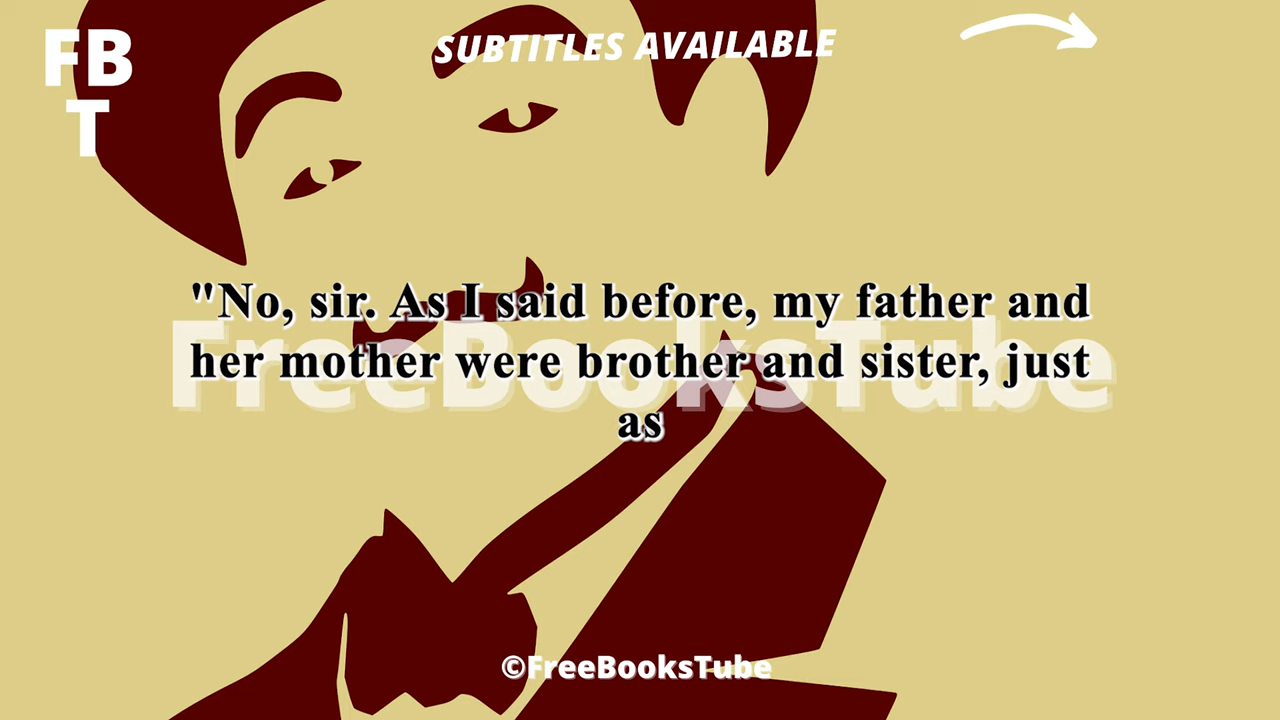 FB
T
SUBTITLES AVAILABLE
"No, sir. As I said before, my father and
her mother were brother and sister, just
as
FreeBooksTube
©FreeBooksTube